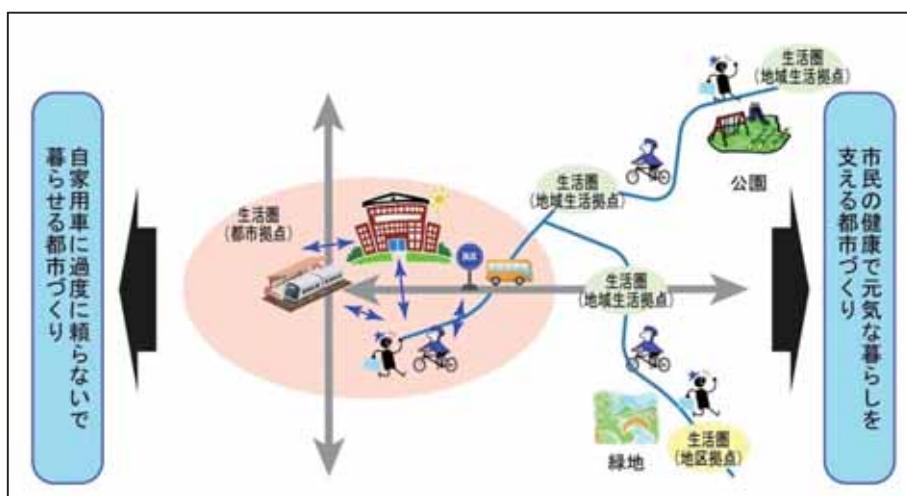 自家用車に過度に頼らないで
暮らせる都市づくり
生活圏
(都市拠点)
生活圏
(地域生活拠点)
生活圏
(地域生活拠点)
公園
生活圏
(地域生活拠点)
緑地
生活圏
(地区拠点)
市民の健康で元気な暮らしを
支える都市づくり